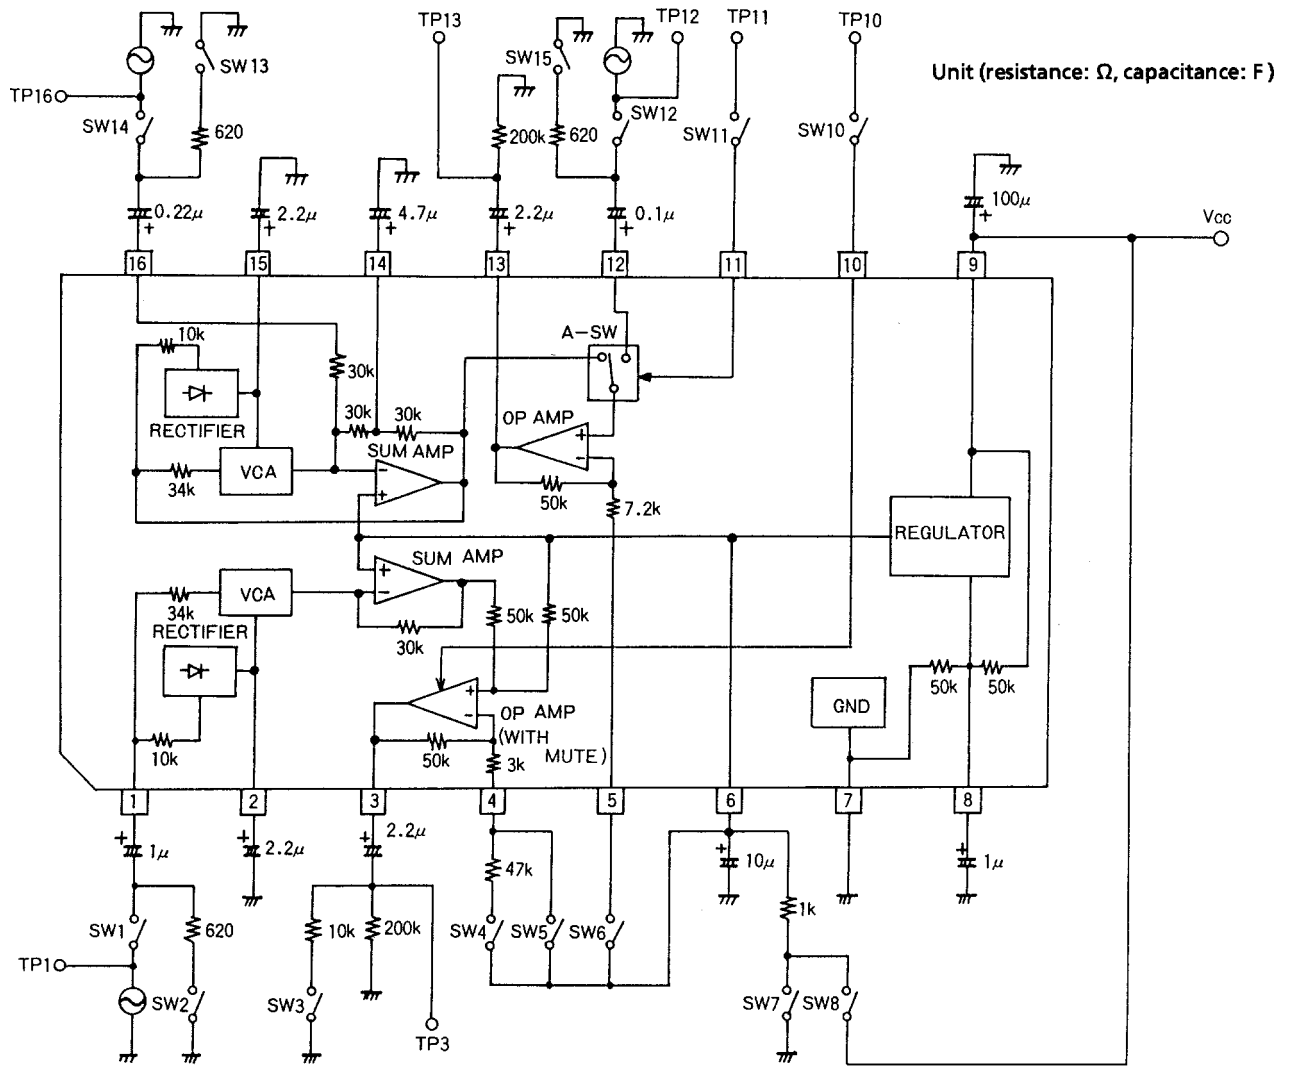 TP13
TP12
TP11
TP10
Unit (resistance: Ω, capacitance: F)
SW13
SW15
TP16
SW14
620
200k
620
SW12
SW11
SW10
0.22μ
+
2.2μ
+
4.7μ
+
2.2μ
+
0.1μ
+
100μ
+
Vcc
16
15
14
13
12
11
10
9
10k
A-SW
30k
RECTIFIER
30k
30k
OP AMP
SUM AMP
+
-
VCA
34k
-
+
50k
7.2k
REGULATOR
SUM AMP
+
-
VCA
34k
RECTIFIER
30k
50k
50k
50k
50k
GND
+
-
OP AMP
(WITH
MUTE)
10k
50k
3k
1
2
3
4
5
6
7
8
+
1μ
+
2.2μ
+
2.2μ
47k
+
10μ
+
1μ
1k
SW1
620
10k
200k
SW4
SW5
SW6
TP1
SW2
SW3
SW7
SW8
TP3